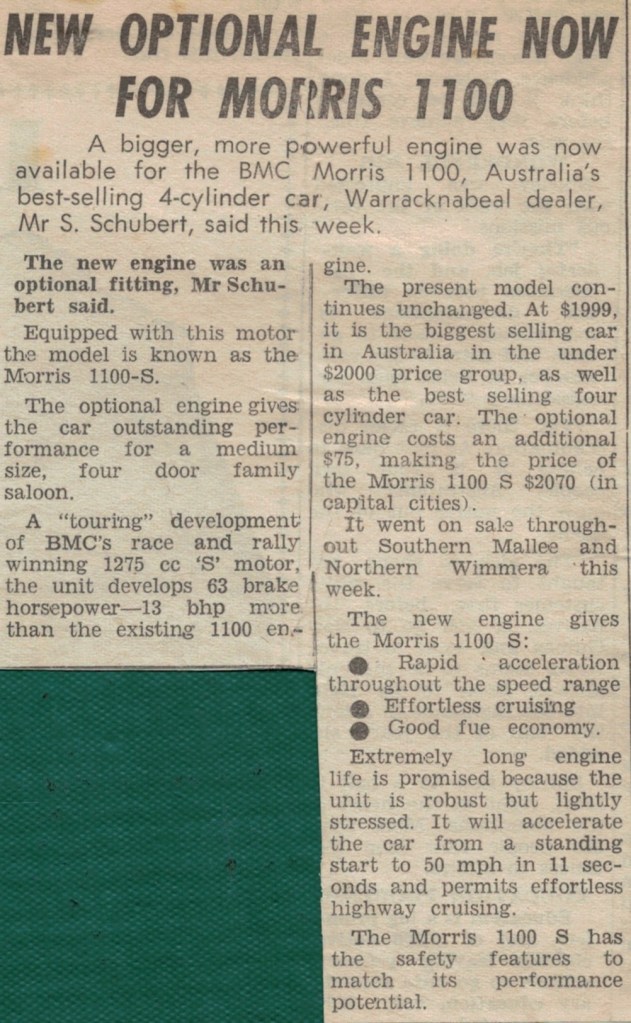 NEW OPTIONAL ENGINE NOW
FOR MORRIS 1100
A bigger, more powerful engine was now
available for the BMC Morris 1100, Australia's
best-selling 4-cylinder car, Warracknabeal dealer,
Mr S. Schubert, said this week.
The new engine was an
optional fitting, Mr Schu-
bert said.
Equipped with this motor
the model is known as the
Morris 1100-S.
The optional engine gives
the car outstanding per-
formance for a medium
size, four door family
saloon.
A "touring" development
of BMC's race and rally
winning 1275 cc 'S' motor,
the unit develops 63 brake
horsepower—13 bhp more
than the existing 1100 en-
gine.
The present model con-
tinues unchanged. At $1999,
it is the biggest selling car
in Australia in the under
$2000 price group, as well
as the best selling four
cylinder car. The optional
engine costs an additional
$75, making the price of
the Morris 1100 S $2070 (in
capital cities).
It went on sale through-
out Southern Mallee and
Northern Wimmera this
week.
The new engine gives
the Morris 1100 S:
● Rapid acceleration
throughout the speed range
● Effortless cruising
● Good fue economy.
Extremely long engine
life is promised because the
unit is robust but lightly
stressed. It will accelerate
the car from a standing
start to 50 mph in 11 sec-
onds and permits effortless
highway cruising.
The Morris 1100 S has
the safety features to
match its performance
potential.